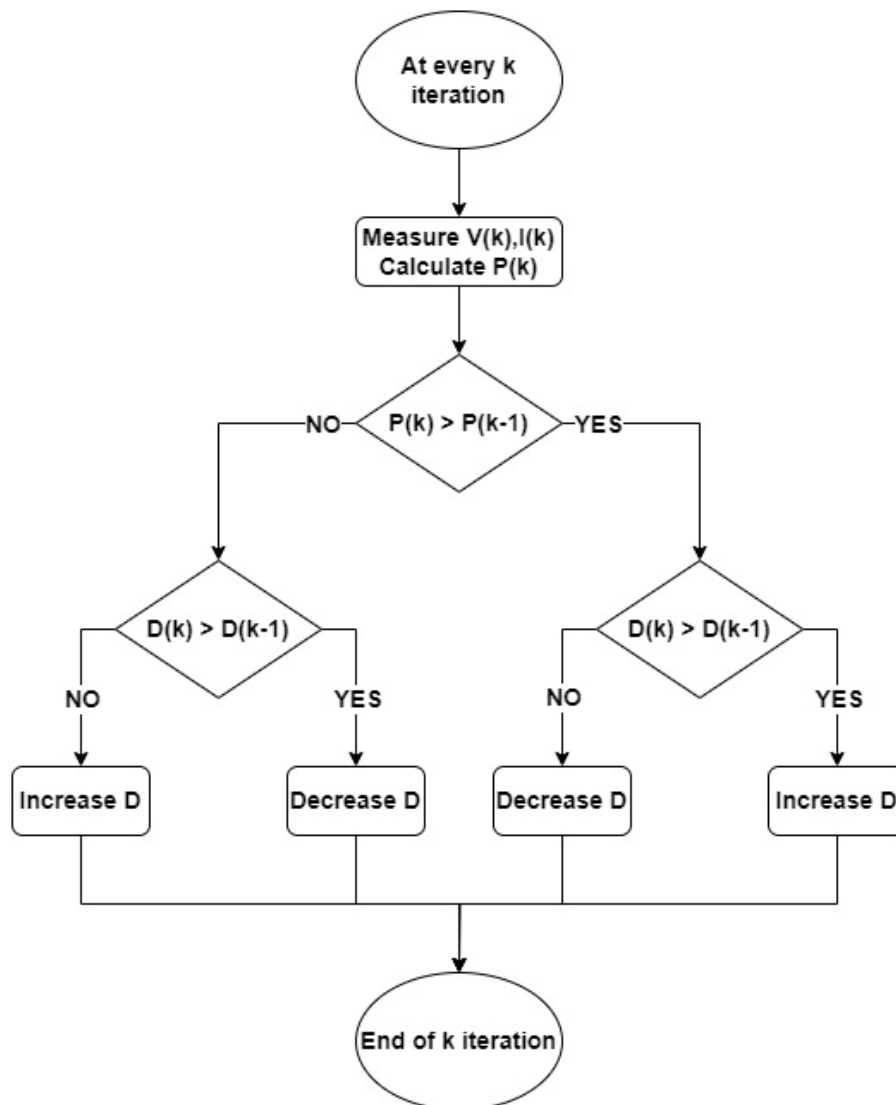 At every k
iteration
Measure V(k),I(k)
Calculate P(k)
NO
P(k) > P(k-1)
YES
D(k) > D(k-1)
D(k) > D(k-1)
NO
YES
NO
YES
Increase D
Decrease D
Decrease D
Increase D
End of k iteration